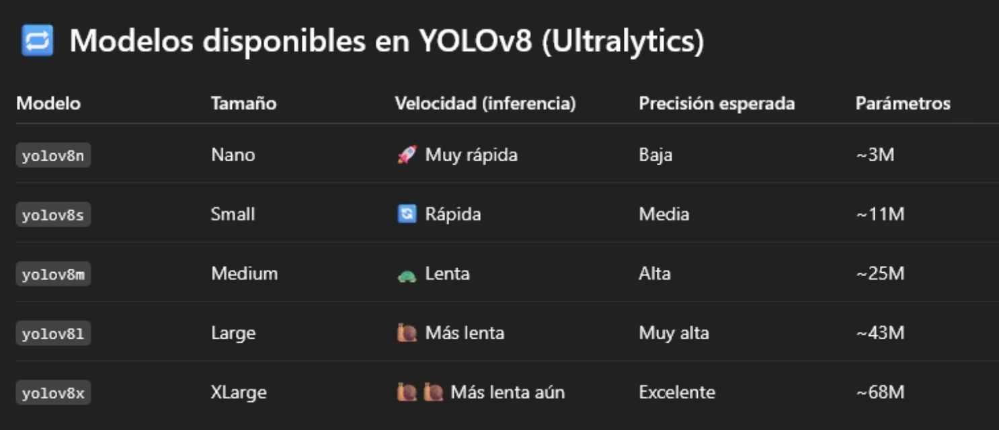 🔁 Modelos disponibles en YOLOv8 (Ultralytics)
Modelo Tamaño Velocidad (inferencia) Precisión esperada Parámetros
yolov8n Nano 🚀 Muy rápida Baja ~3M
yolov8s Small 🔄 Rápida Media ~11M
yolov8m Medium 🐢 Lenta Alta ~25M
yolov8l Large 🐌 Más lenta Muy alta ~43M
yolov8x XLarge 🐌🐌 Más lenta aún Excelente ~68M